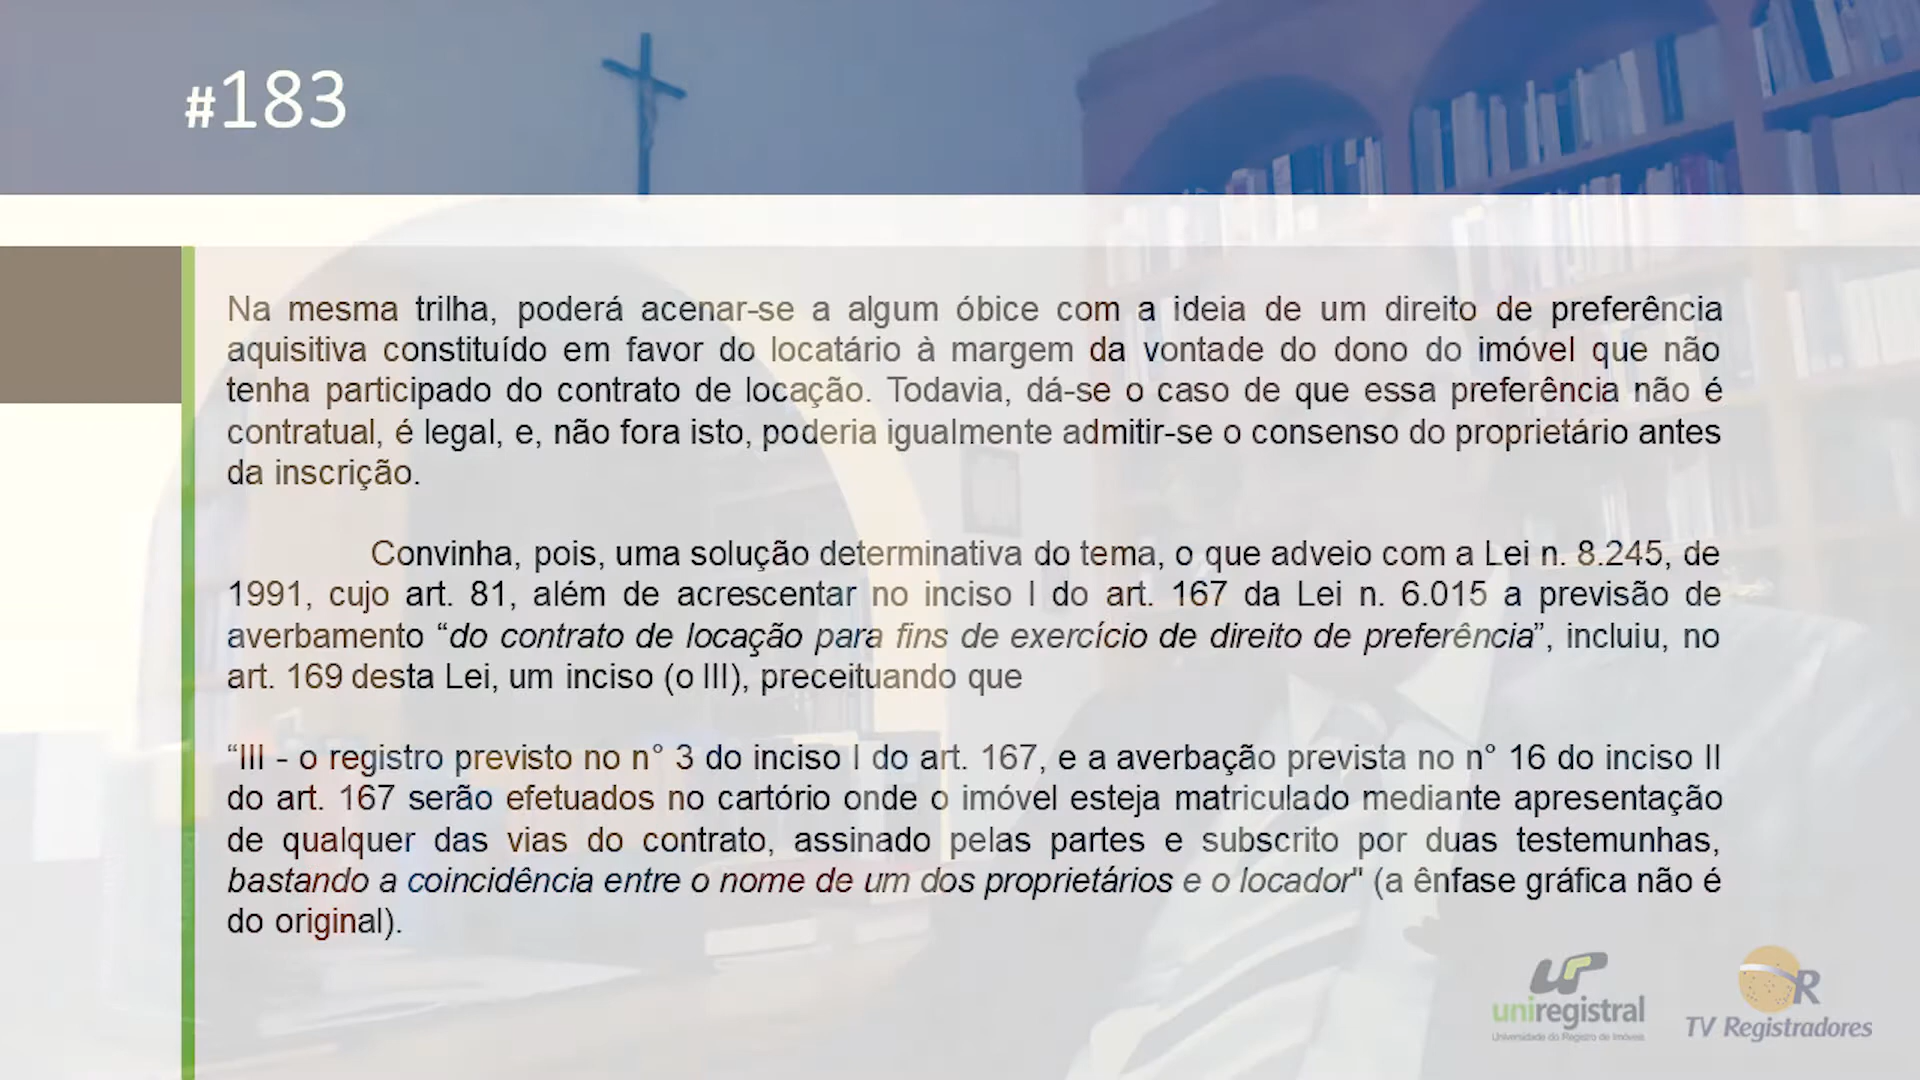 #183
Na mesma trilha, poderá acenar-se a algum óbice com a ideia de um direito de preferência
aquisitiva constituído em favor do locatário à margem da vontade do dono do imóvel que não
tenha participado do contrato de locação. Todavia, dá-se o caso de que essa preferência não é
contratual, é legal, e, não fora isto, poderia igualmente admitir-se o consenso do proprietário antes
da inscrição.
Convinha, pois, uma solução determinativa do tema, o que adveio com a Lei n. 8.245, de
1991, cujo art. 81, além de acrescentar no inciso I do art. 167 da Lei n. 6.015 a previsão de
averbamento “do contrato de locação para fins de exercício de direito de preferência”, incluiu, no
art. 169 desta Lei, um inciso (o III), preceituando que
“III - o registro previsto no n° 3 do inciso I do art. 167, e a averbação prevista no n° 16 do inciso II
do art. 167 serão efetuados no cartório onde o imóvel esteja matriculado mediante apresentação
de qualquer das vias do contrato, assinado pelas partes e subscrito por duas testemunhas,
bastando a coincidência entre o nome de um dos proprietários e o locador" (a ênfase gráfica não é
do original).
uniregistral
Universidade do Registro de Imóveis
R
TV Registradores